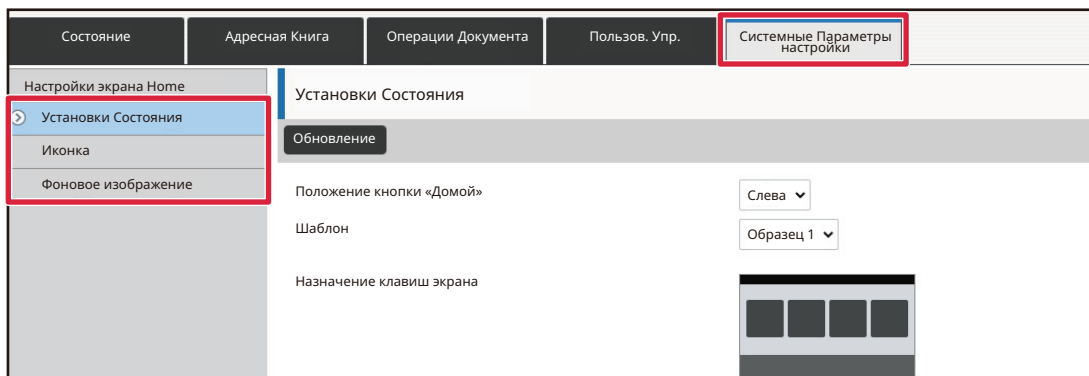 Состояние
Адресная Книга
Операции Документа
Пользов. Упр.
Системные Параметры
настройки
Настройки экрана Home
Установки Состояния
Иконка
Фоновое изображение
Установки Состояния
Обновление
Положение кнопки «Домой»
Слева
Шаблон
Образец 1
Назначение клавиш экрана